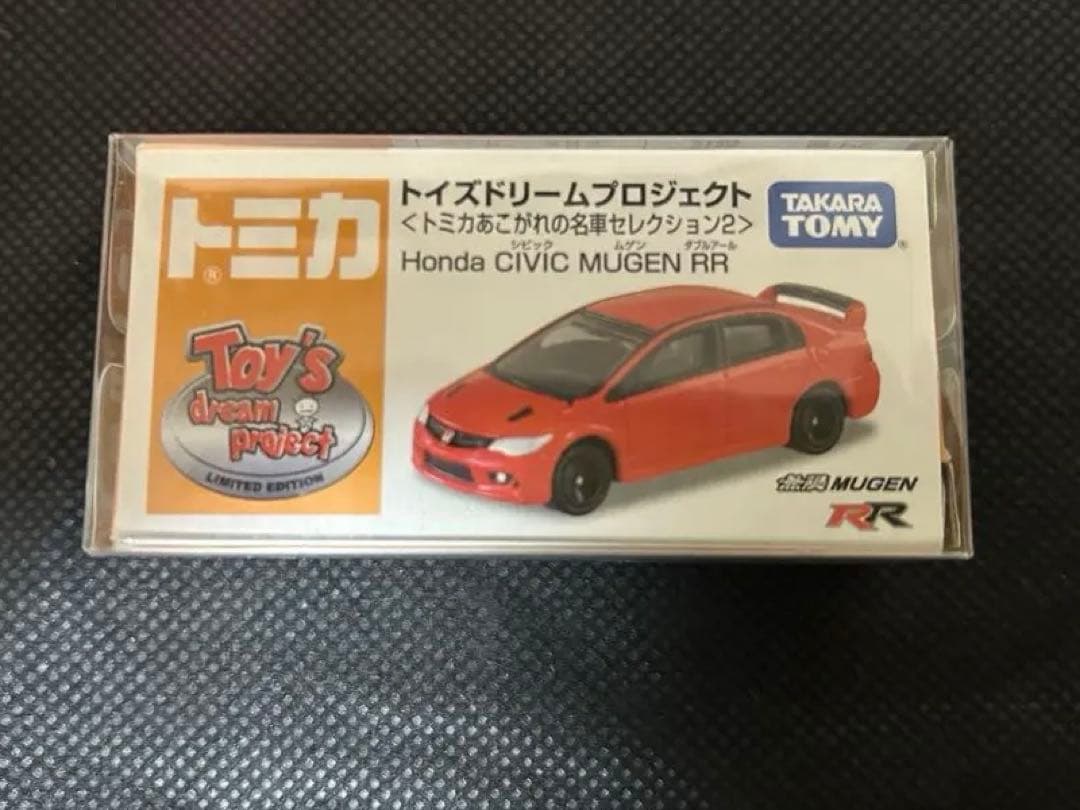 トミカ®
Toy's
dream
project
LIMITED EDITION
トイズドリームプロジェクト
<トミカあこがれの名車セレクション2>
シビック ムゲン ダブルアール
Honda CIVIC MUGEN RR
TAKARA
TOMY®
無限 MUGEN
RR